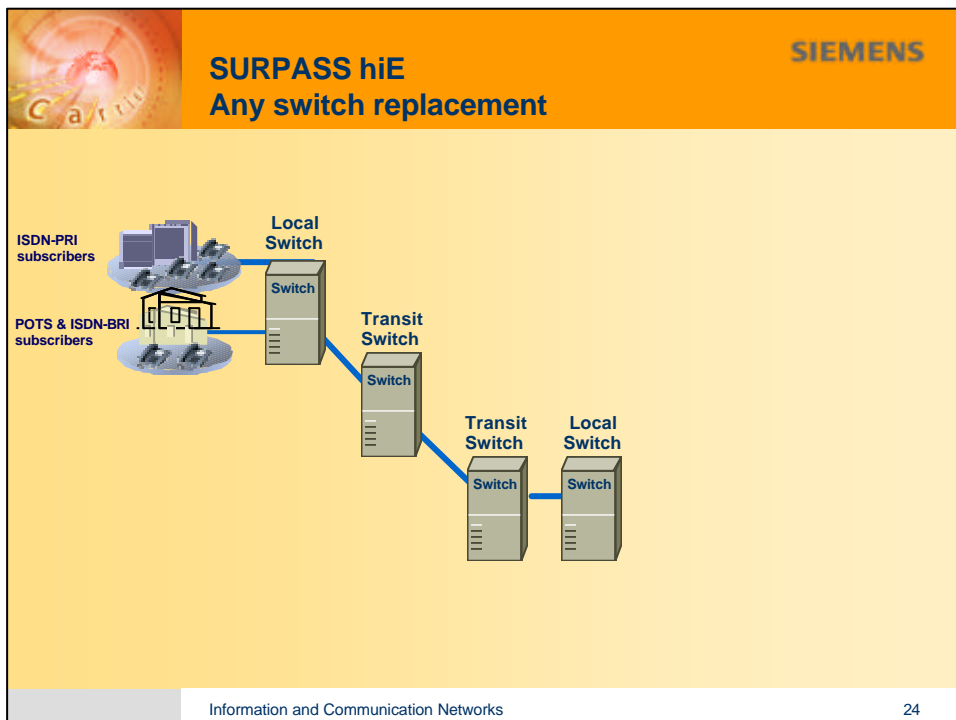 SURPASS hiE
Any switch replacement
SIEMENS
Carrie
ISDN-PRI
subscribers
POTS & ISDN-BRI
subscribers
Local
Switch
Switch
Transit
Switch
Switch
Transit
Switch
Switch
Local
Switch
Switch
Information and Communication Networks
24